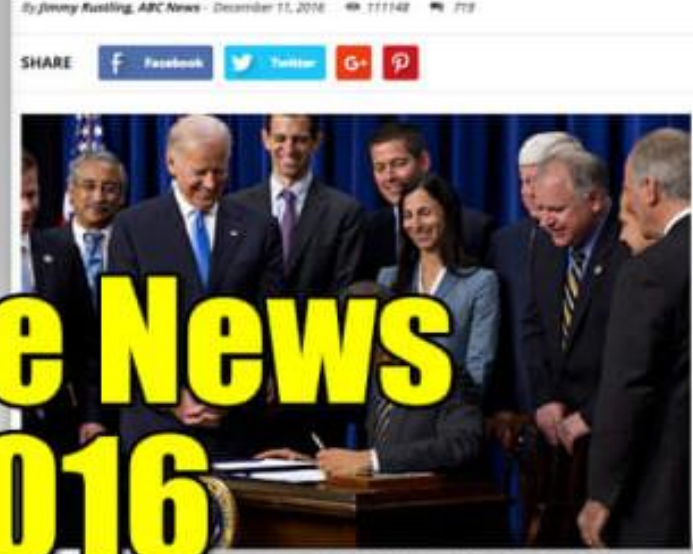 By Jimmy Rustling, ABC News - December 11, 2016 111148 719
SHARE f Facebook Twitter G+
e News
016